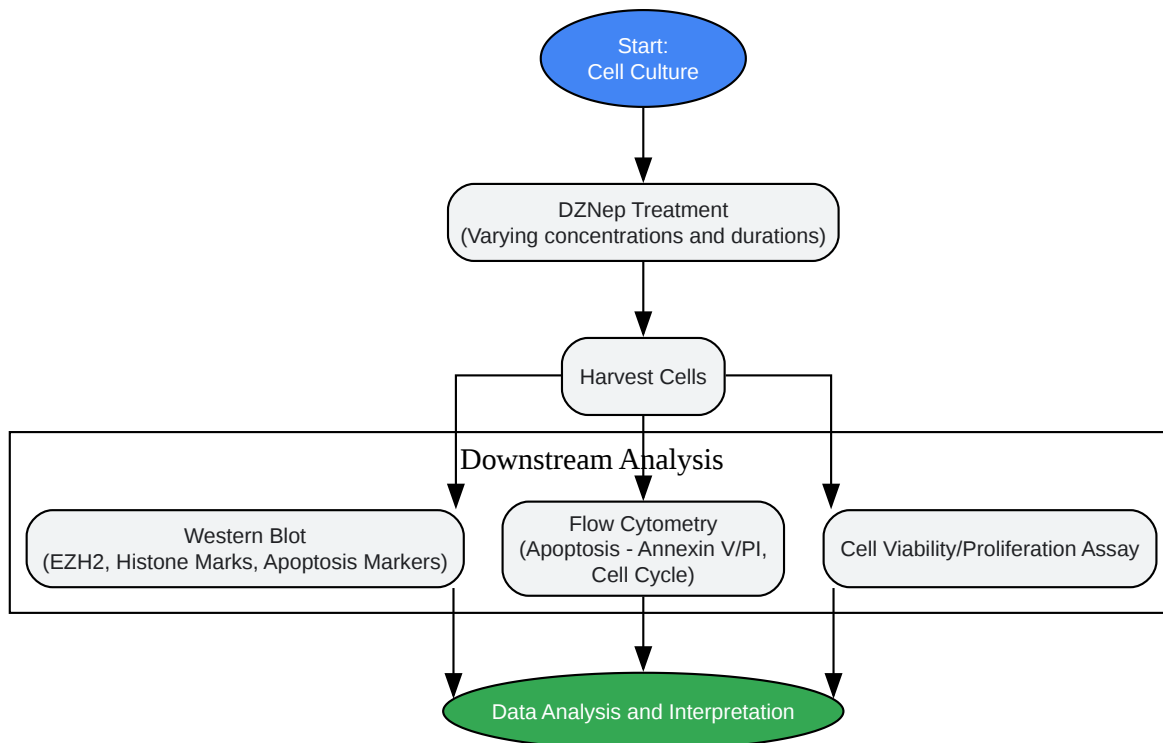 Start:
Cell Culture
DZNep Treatment
(Varying concentrations and durations)
Harvest Cells
Downstream Analysis
Western Blot
(EZH2, Histone Marks, Apoptosis Markers)
Flow Cytometry
(Apoptosis - Annexin V/PI,
Cell Cycle)
Cell Viability/Proliferation Assay
Data Analysis and Interpretation